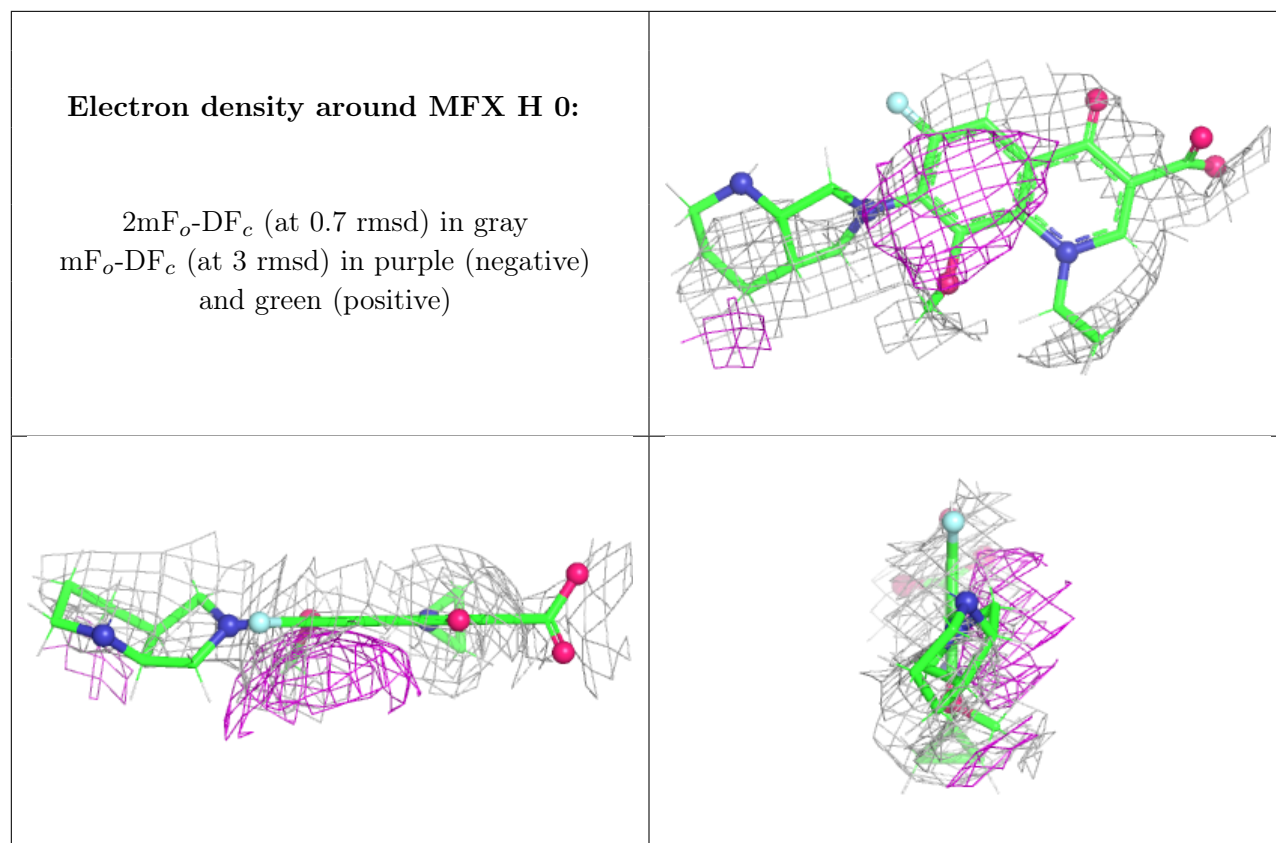 Electron density around MFX H 0:
2mFo-DFc (at 0.7 rmsd) in gray
mFo-DFc (at 3 rmsd) in purple (negative)
and green (positive)